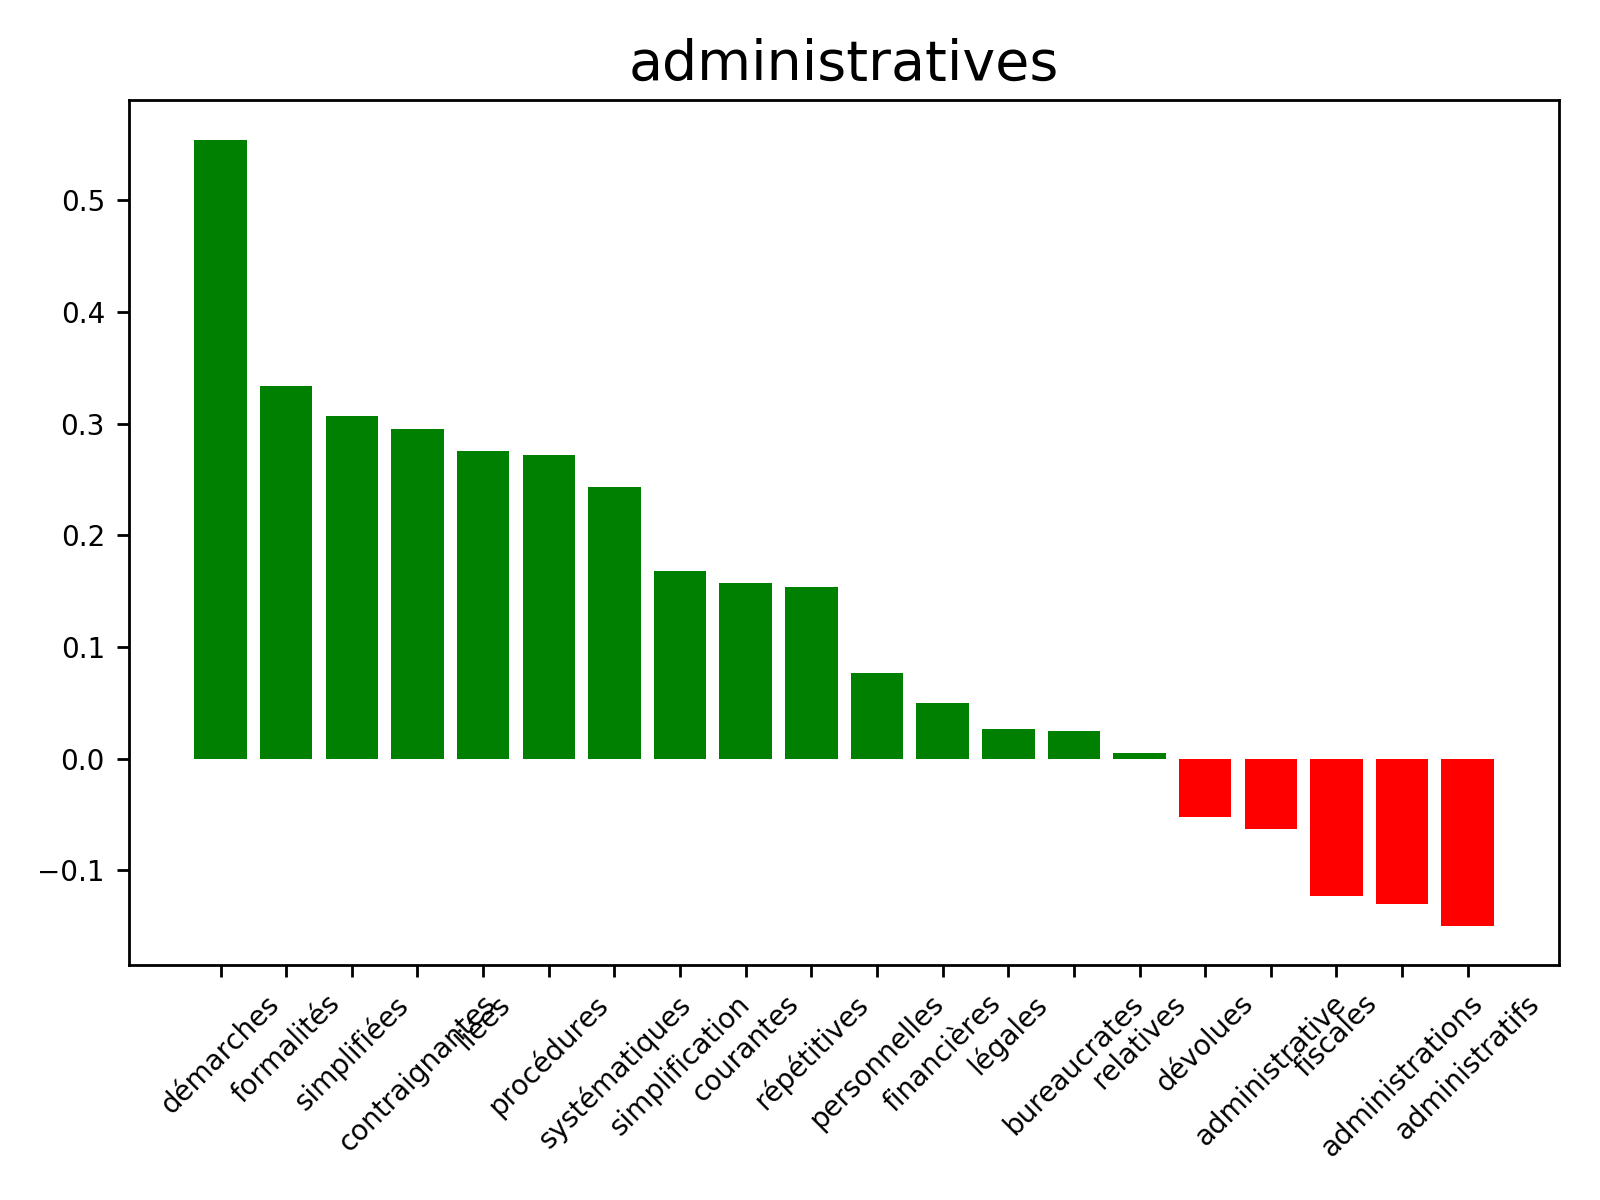 administratives
0.5
0.4
0.3
0.2
0.1
0.0
−0.1
démarches
formalités
simplifiées
contraignantes
liées
procédures
systématiques
simplification
courantes
répétitives
personnelles
financières
légales
bureaucrates
relatives
dévolues
administrative
fiscales
administrations
administratifs